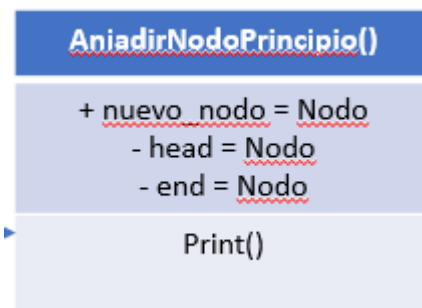 AniadirNodoPrincipio()
+ nuevo_nodo = Nodo
- head = Nodo
- end = Nodo
Print()